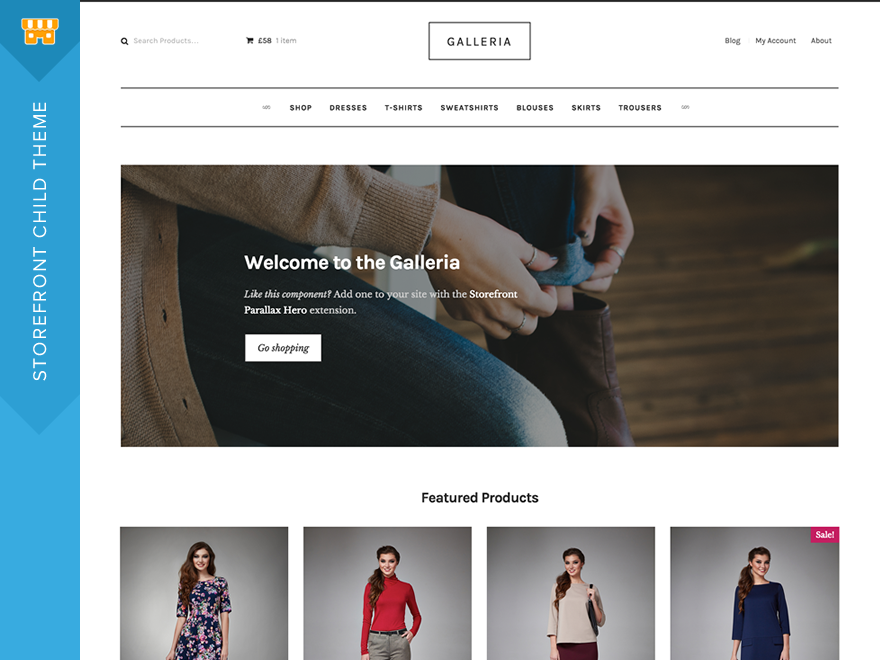 STOREFRONT CHILD THEME
Search Products...
£58 1 item
GALLERIA
Blog
My Account
About
SHOP DRESSES T-SHIRTS SWEATSHIRTS BLOUSES SKIRTS TROUSERS
Welcome to the Galleria
Like this component? Add one to your site with the Storefront
Parallax Hero extension.
Go shopping
Featured Products
Sale!